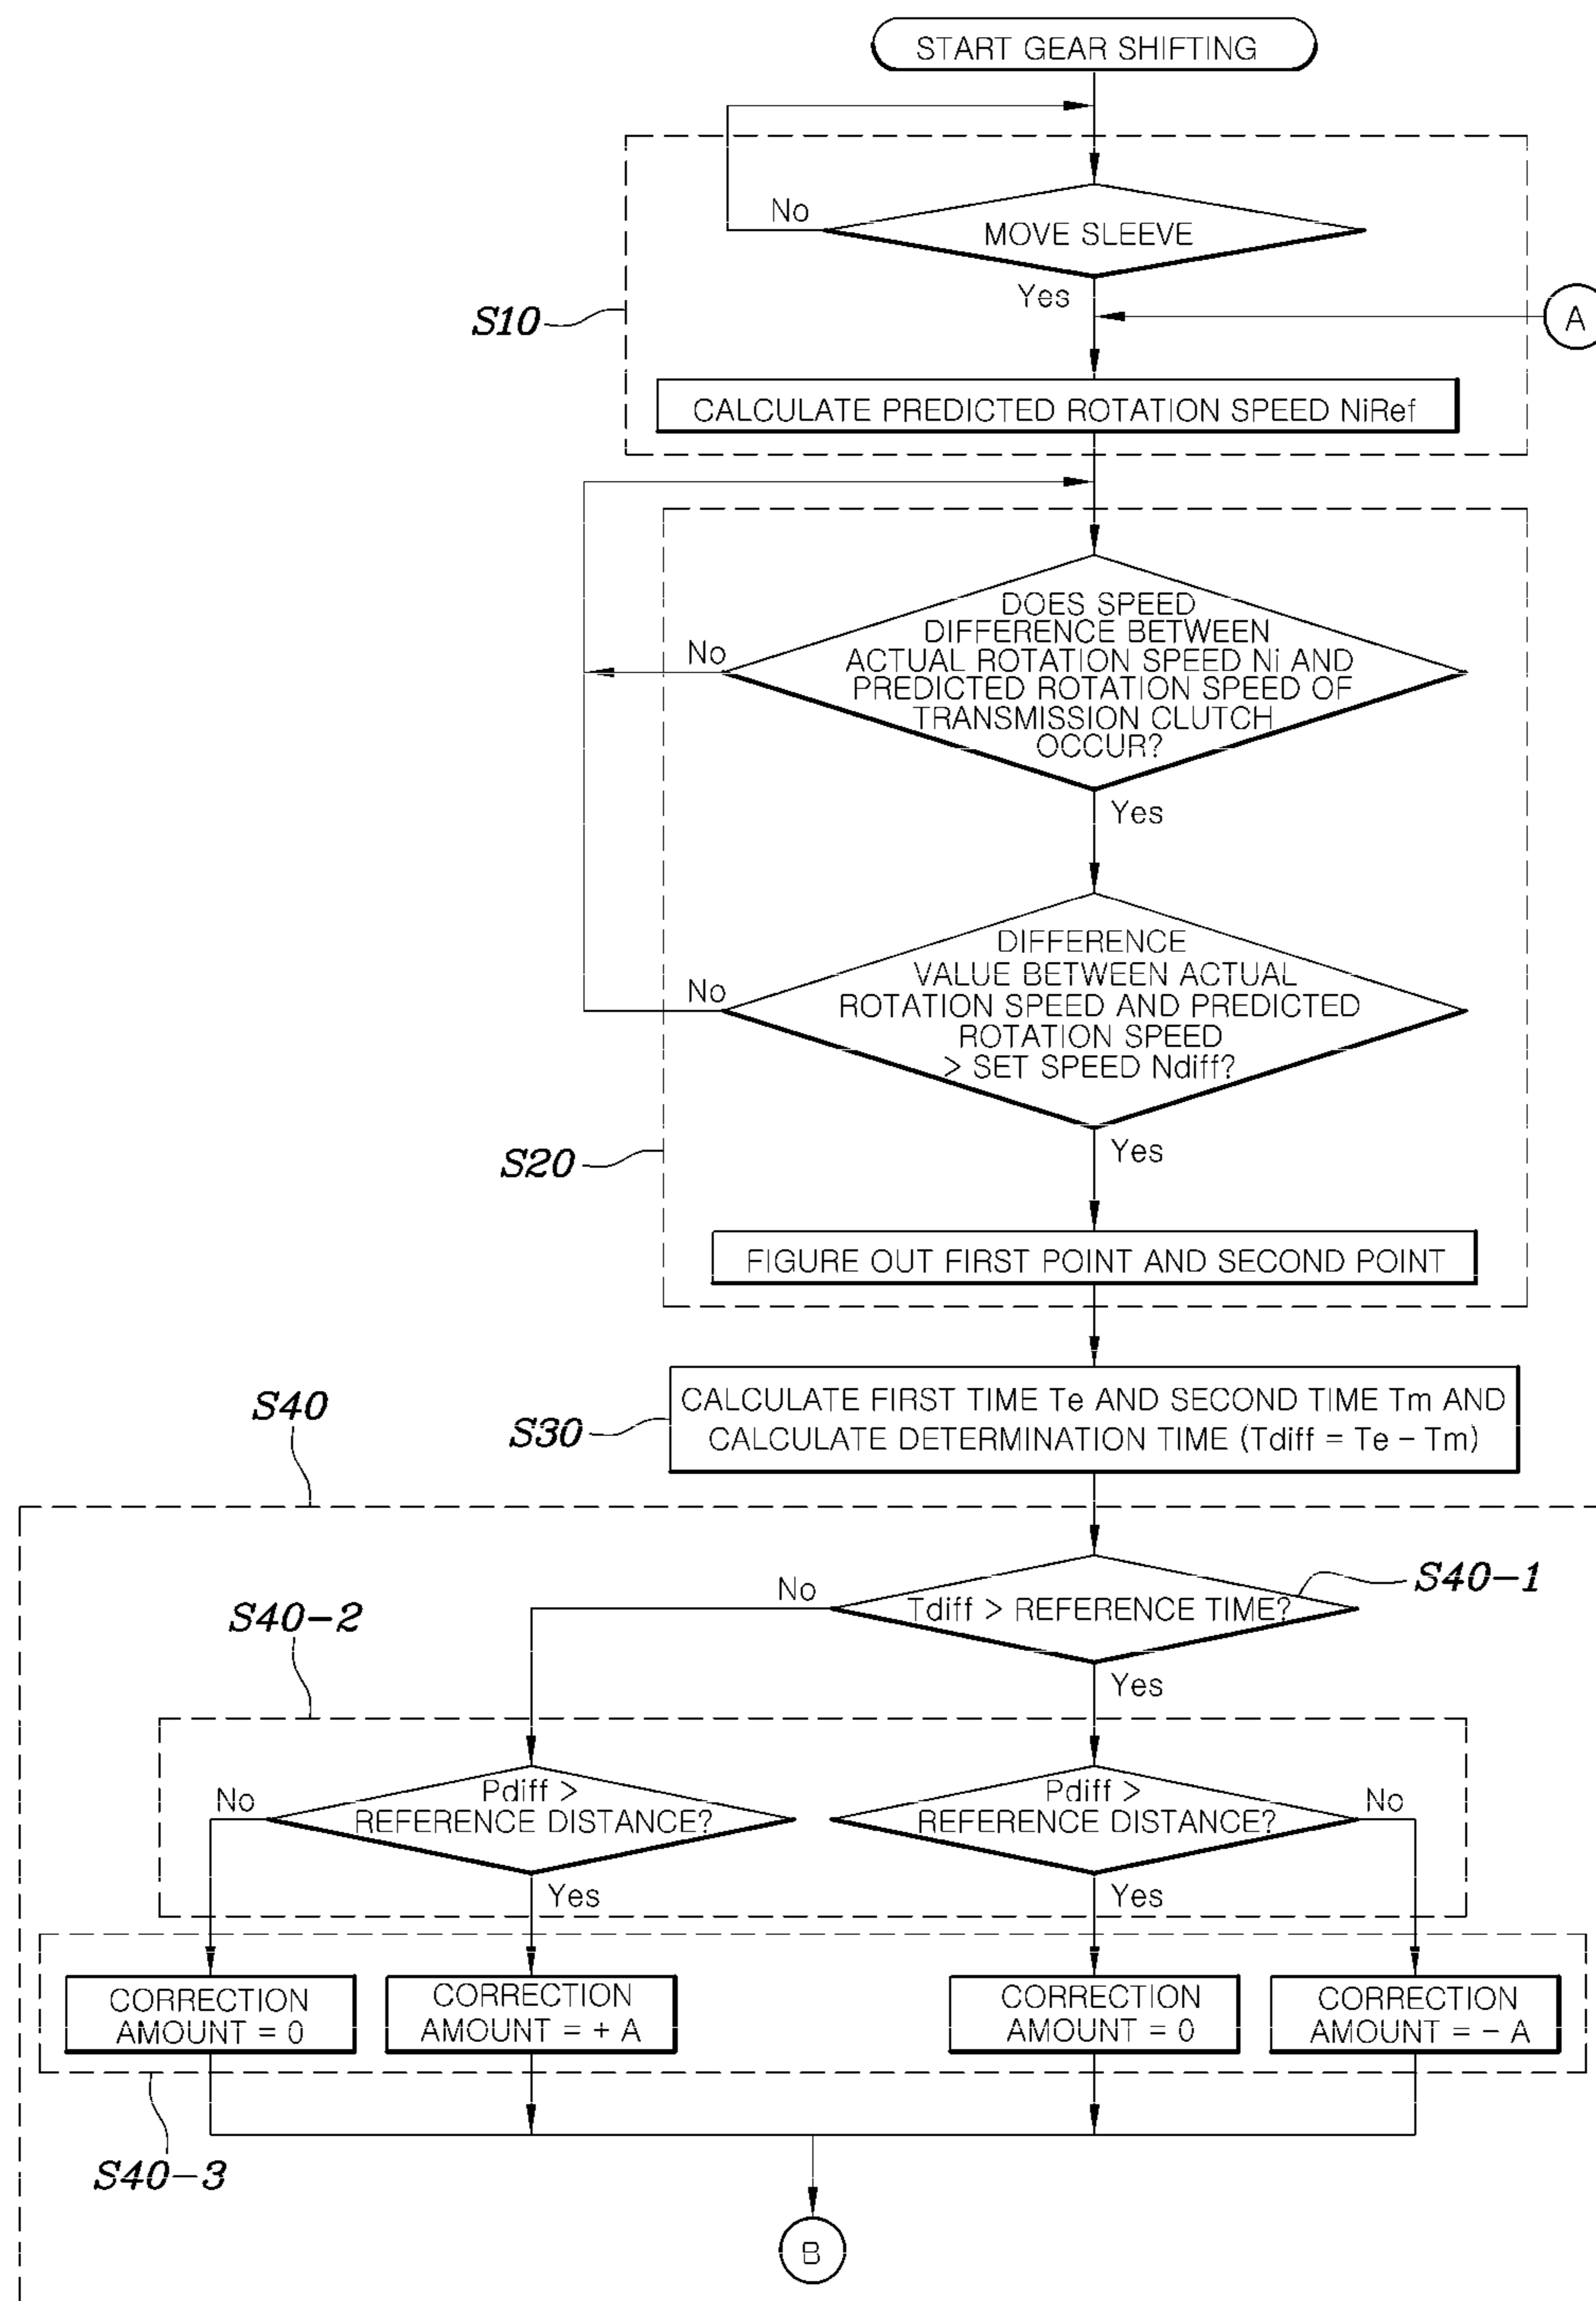 START GEAR SHIFTING
No
MOVE SLEEVE
Yes
S10
A
CALCULATE PREDICTED ROTATION SPEED NiRef
DOES SPEED
DIFFERENCE BETWEEN
ACTUAL ROTATION SPEED Ni AND
PREDICTED ROTATION SPEED OF
TRANSMISSION CLUTCH
OCCUR?
No
Yes
DIFFERENCE
VALUE BETWEEN ACTUAL
ROTATION SPEED AND PREDICTED
ROTATION SPEED
> SET SPEED Ndiff?
No
Yes
S20
FIGURE OUT FIRST POINT AND SECOND POINT
S40
S30
CALCULATE FIRST TIME Te AND SECOND TIME Tm AND
CALCULATE DETERMINATION TIME (Tdiff = Te - Tm)
No
Tdiff > REFERENCE TIME?
S40-1
S40-2
Yes
No
Pdiff >
REFERENCE DISTANCE?
Pdiff >
REFERENCE DISTANCE?
No
Yes
Yes
CORRECTION
AMOUNT = 0
CORRECTION
AMOUNT = + A
CORRECTION
AMOUNT = 0
CORRECTION
AMOUNT = - A
S40-3
B